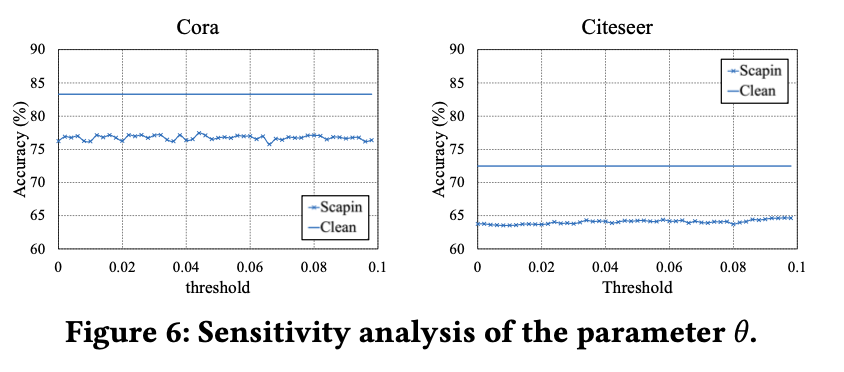 Cora
Accuracy (%)
90
85
80
75
70
65
60
Scapin
Clean
0 0.02 0.04 0.06 0.08 0.1
threshold
Citeseer
Accuracy (%)
90
85
80
75
70
65
60
Scapin
Clean
0 0.02 0.04 0.06 0.08 0.1
Threshold
Figure 6: Sensitivity analysis of the parameter θ.